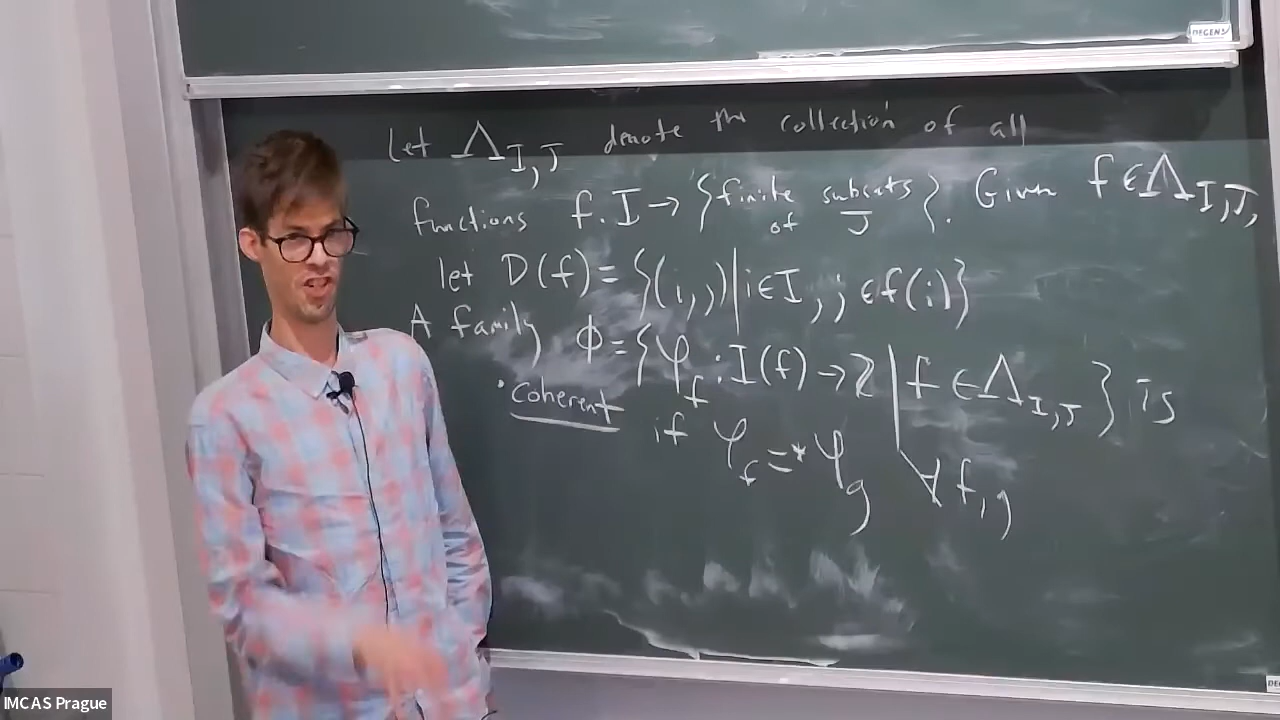 DEGEN
Let Λ_{I,J} denote the collection of all
functions f: I → {finite subsets of J}. Given f ∈ Λ_{I,J},
let D(f) = {(i,j) | i ∈ I, j ∈ f(i)}
A family Φ = {φ_f : I(f) → ℤ | f ∈ Λ_{I,J}} is
coherent if φ_f =* φ_g ∀ f,g
IMCAS Prague